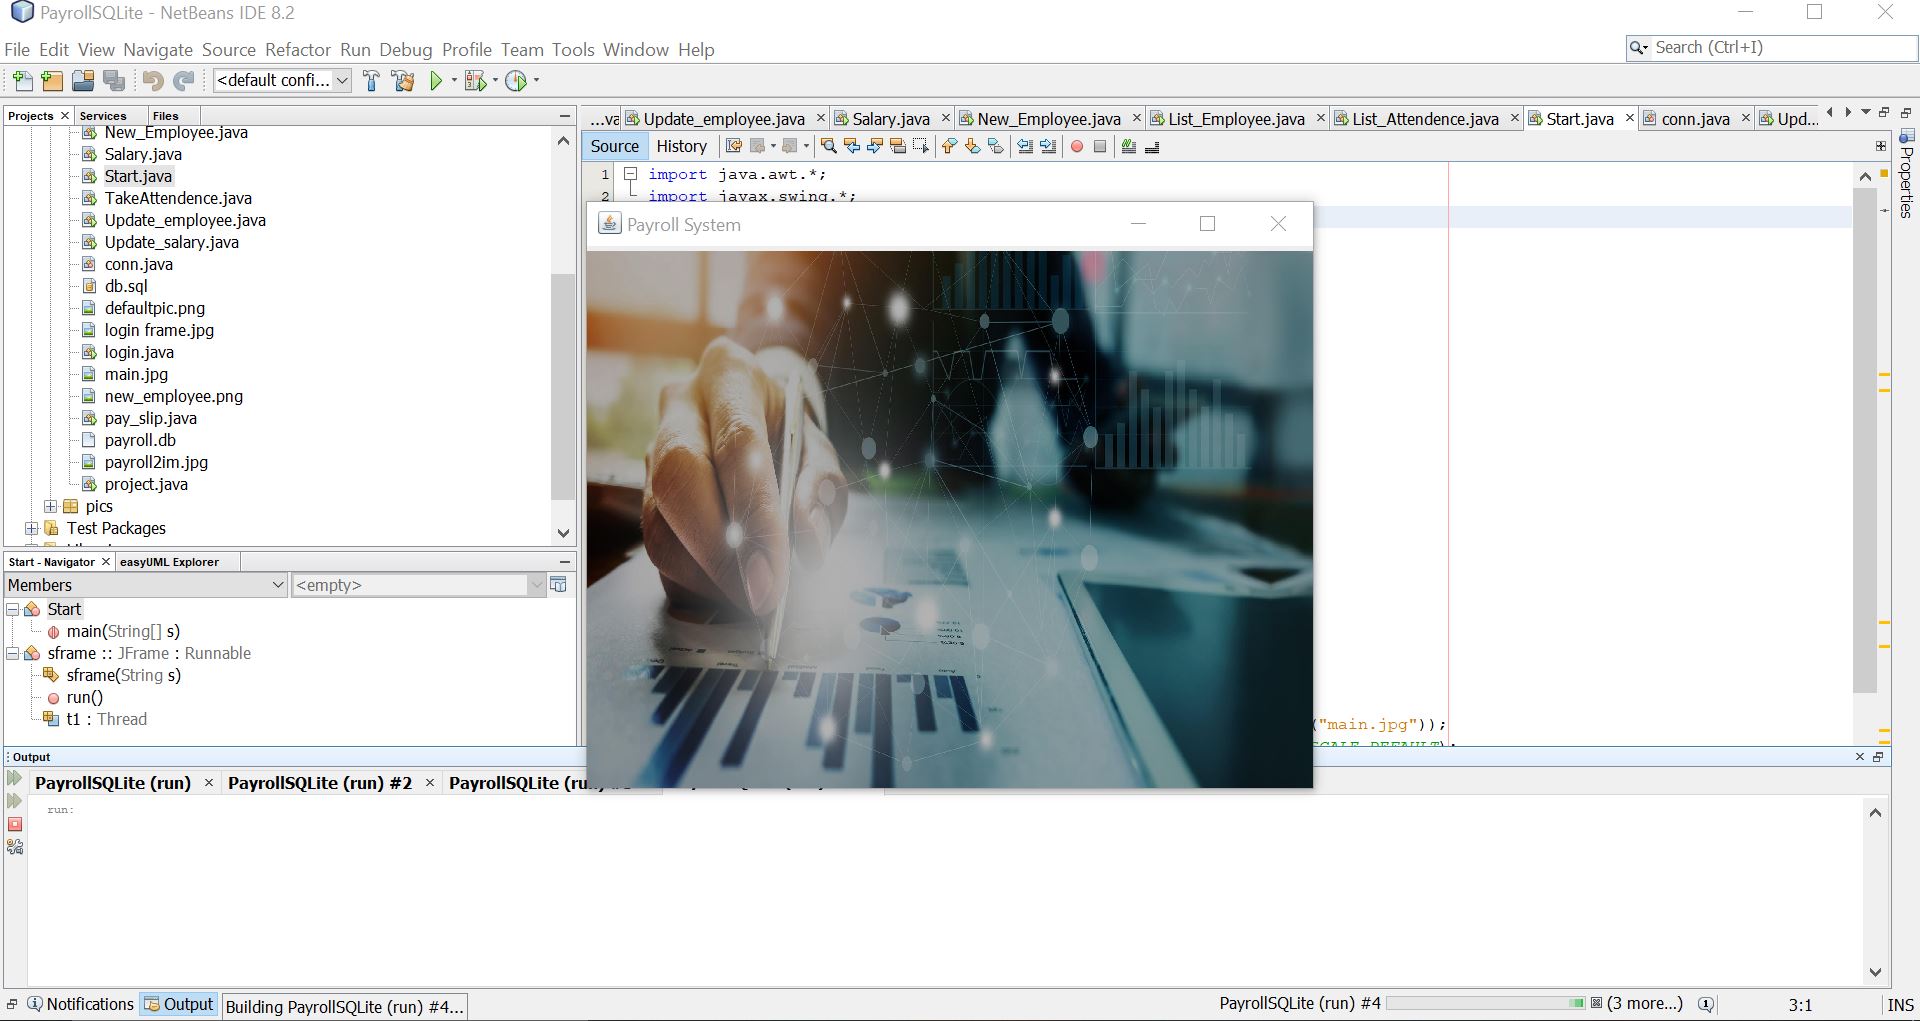 PayrollSQLite - NetBeans IDE 8.2
File Edit View Navigate Source Refactor Run Debug Profile Team Tools Window Help
Search (Ctrl+I)
<default confi...
Projects
Services
Files
New_Employee.java
Salary.java
Start.java
TakeAttendence.java
Update_employee.java
Update_salary.java
conn.java
db.sql
defaultpic.png
login frame.jpg
login.java
main.jpg
new_employee.png
pay_slip.java
payroll.db
payroll2im.jpg
project.java
pics
Test Packages
...va Update_employee.java Salary.java New_Employee.java List_Employee.java List_Attendence.java Start.java conn.java Upd...
Source History
Properties
1 import java.awt.*;
2 import javax.swing.*;
Payroll System
("main.jpg"));
SCALE_DEFAULT);
Start - Navigator
easyUML Explorer
Members
<empty>
Start
main(String[] s)
sframe :: JFrame : Runnable
sframe(String s)
run()
t1 : Thread
Output
PayrollSQLite (run) PayrollSQLite (run) #2 PayrollSQLite (ru
run:
Notifications Output Building PayrollSQLite (run) #4...
PayrollSQLite (run) #4 (3 more...) 3:1 INS